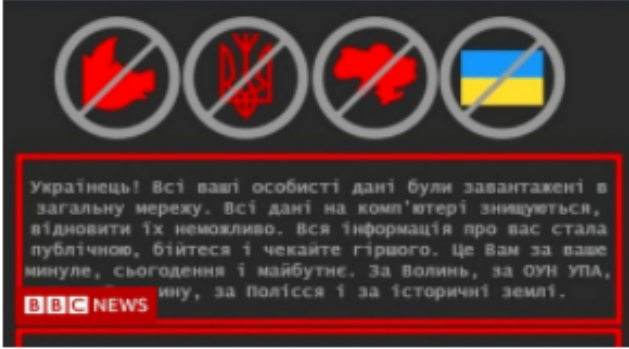 Українець! Всі ваші особисті дані були завантажені в
загальну мережу. Всі дані на комп'ютері знищуються,
відновити їх неможливо. Вся інформація про вас стала
публічною, бійтеся і чекайте гіршого. Це Вам за ваше
минуле, сьогодення і майбутнє. За Волинь, за ОУН УПА,
за Полісся і за історичні землі.
BBC NEWS